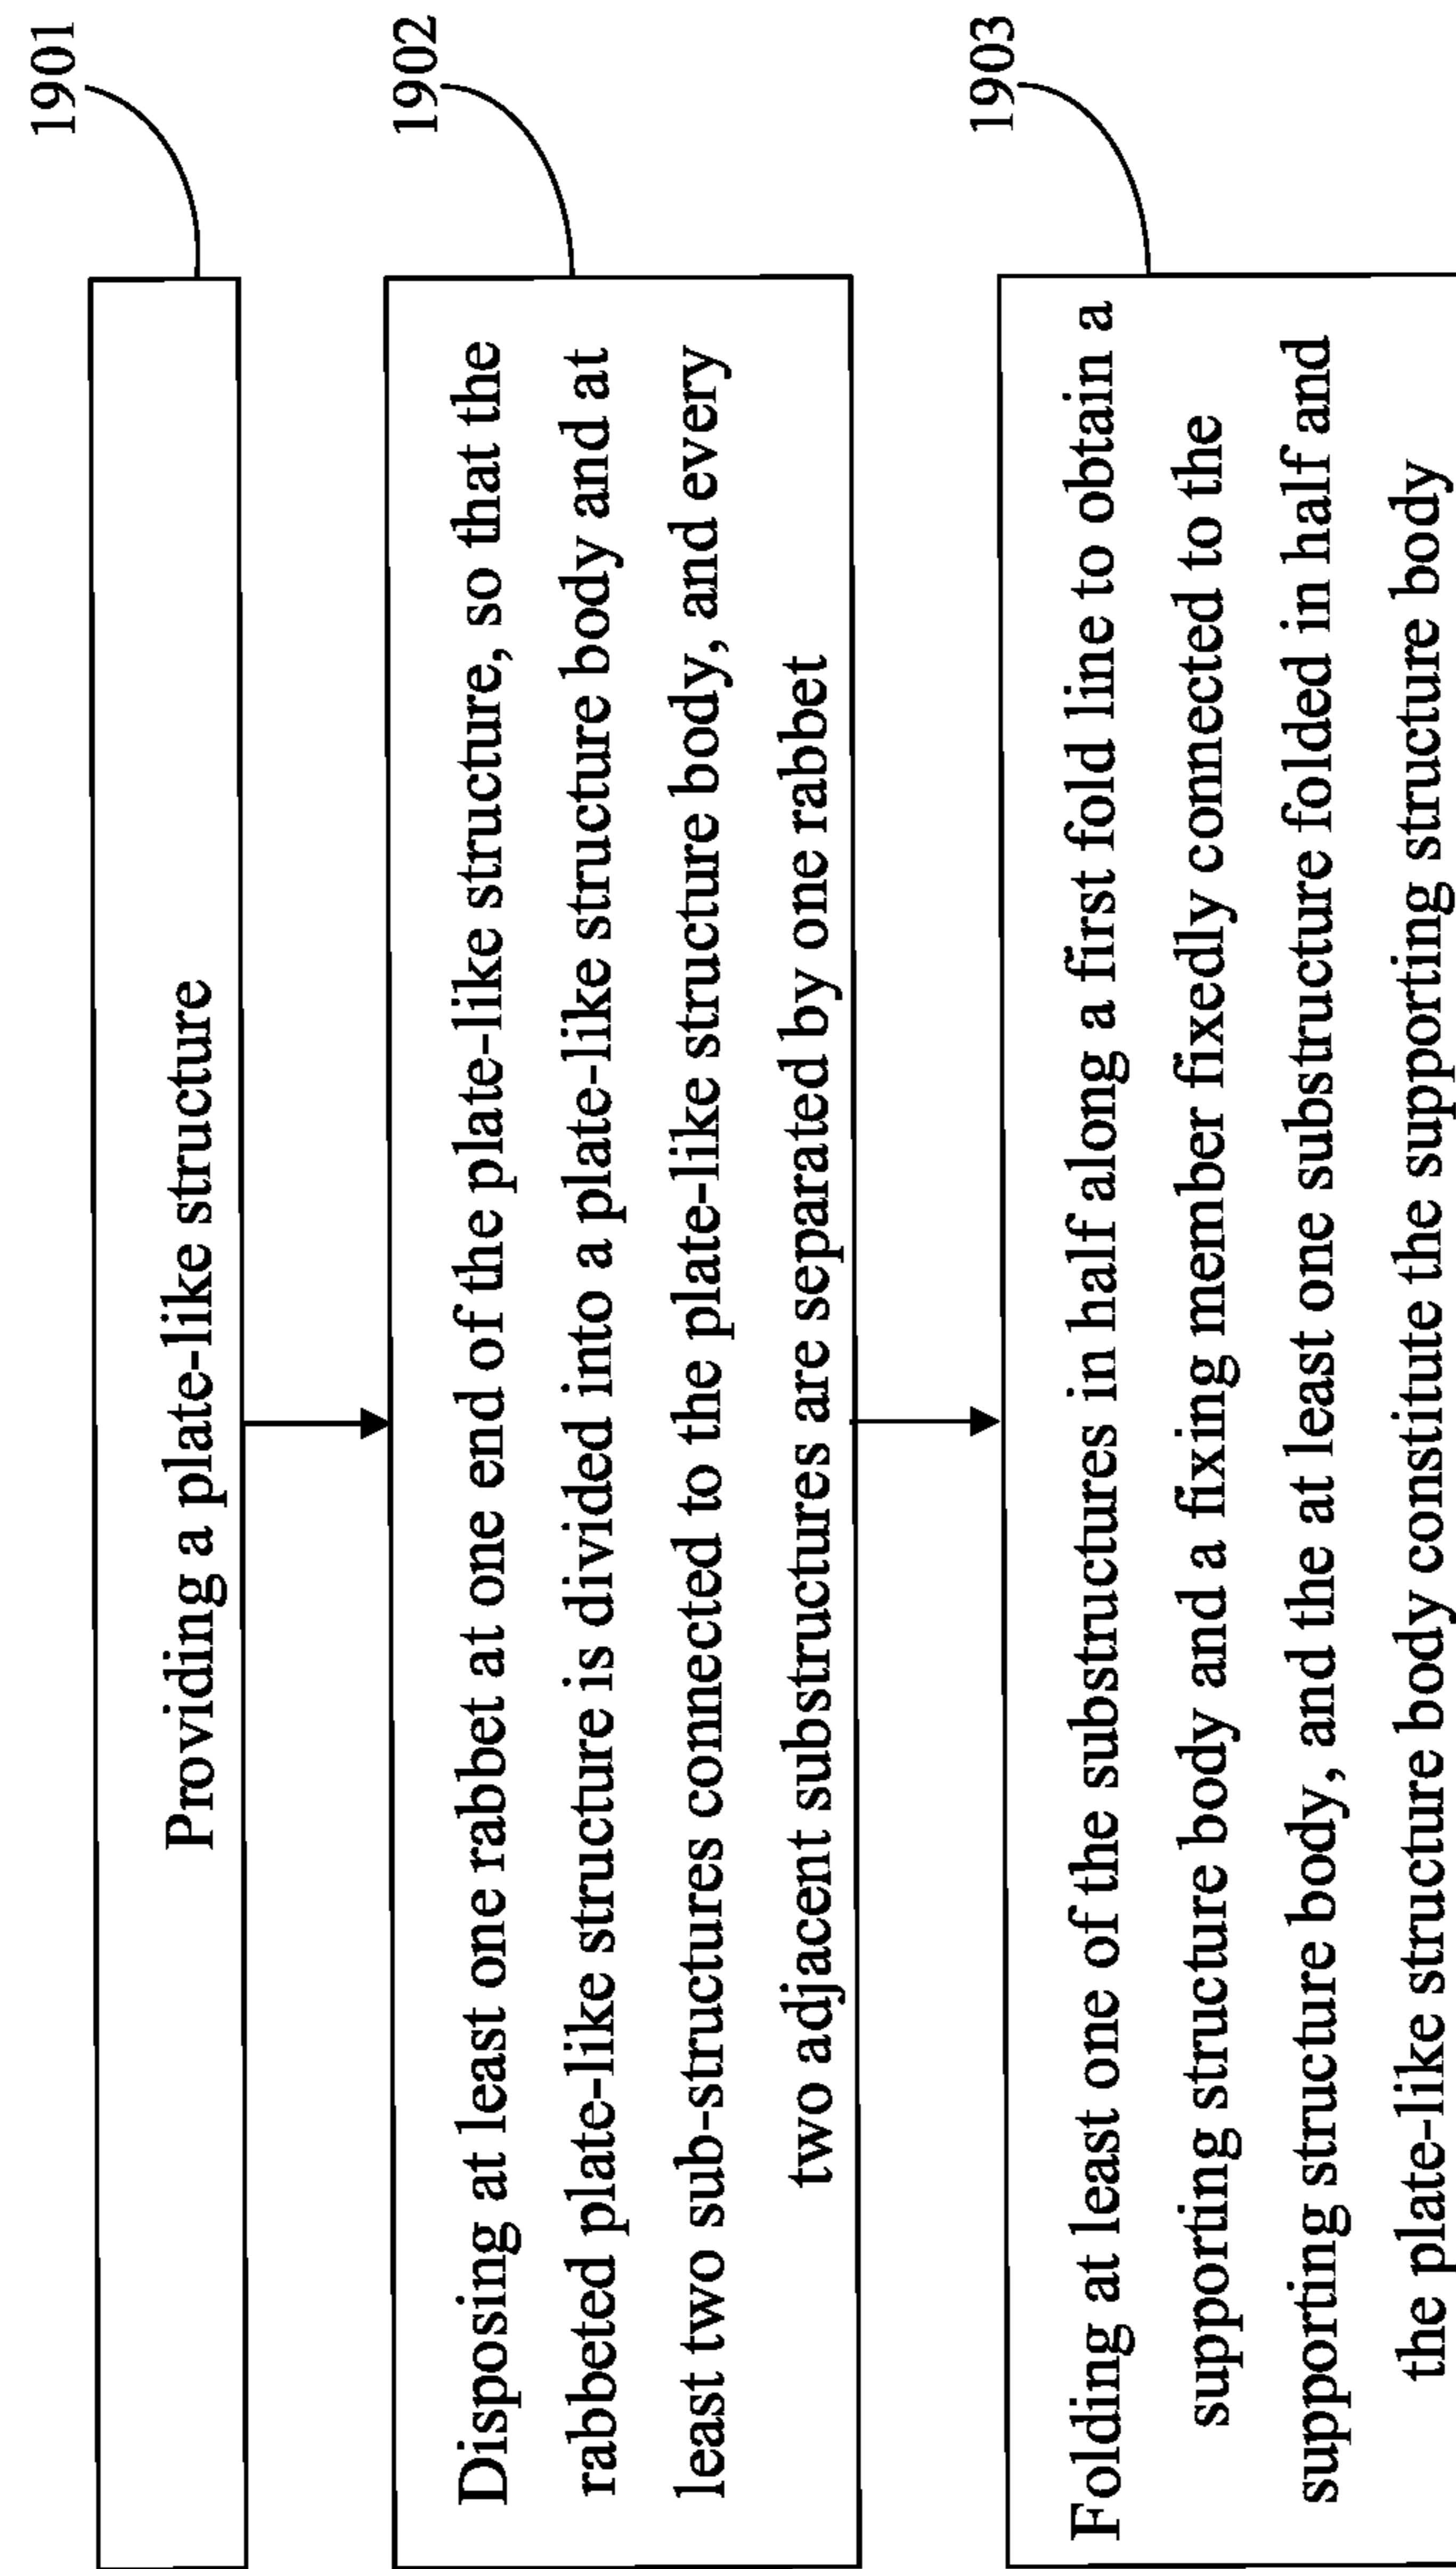 1901
Providing a plate-like structure
1902
Disposing at least one rabbet at one end of the plate-like structure, so that the
rabbeted plate-like structure is divided into a plate-like structure body and at
least two sub-structures connected to the plate-like structure body, and every
two adjacent substructures are separated by one rabbet
1903
Folding at least one of the substructures in half along a first fold line to obtain a
supporting structure body and a fixing member fixedly connected to the
supporting structure body, and the at least one substructure folded in half and
the plate-like structure body constitute the supporting structure body